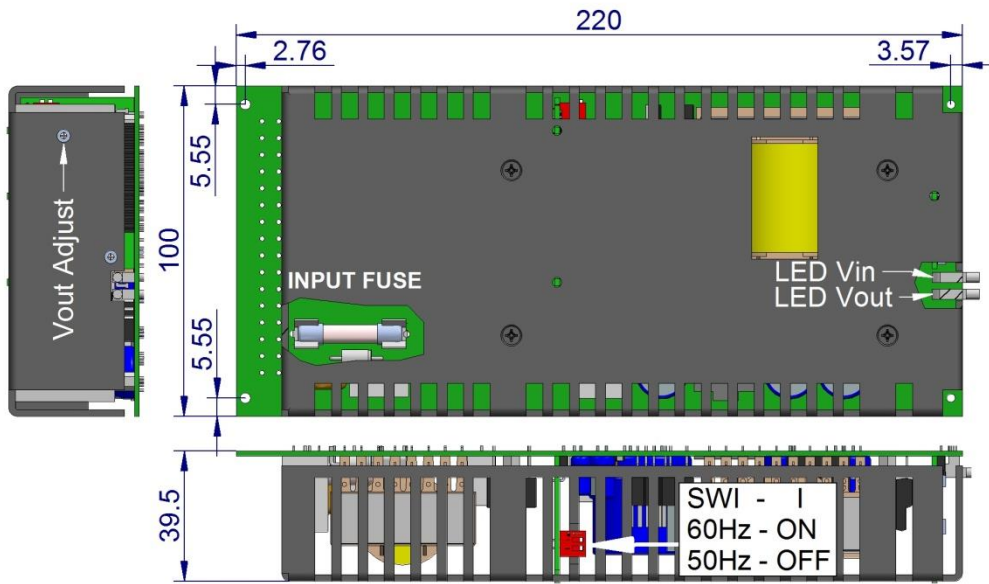 220
2.76
3.57
5.55
100
Vout Adjust
5.55
INPUT FUSE
LED Vin
LED Vout
39.5
SWI - I
60Hz - ON
50Hz - OFF